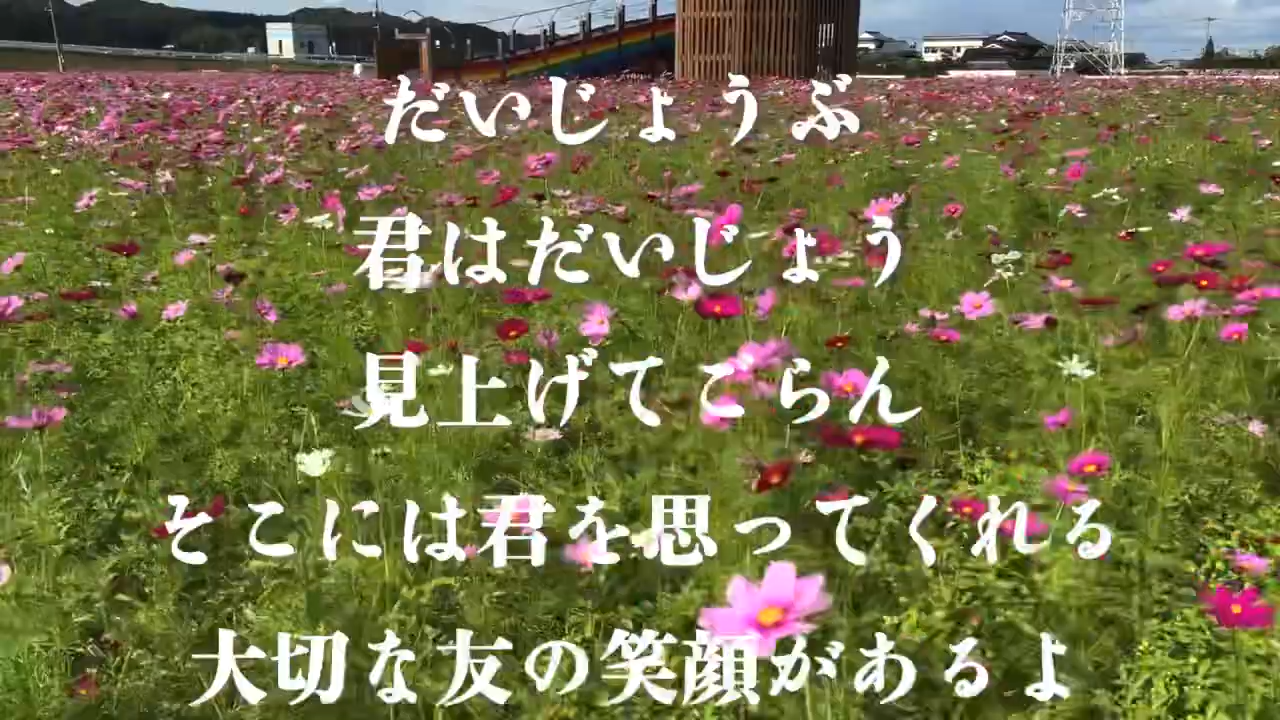 だいじょうぶ
君はだいじょう
見上げてごらん
そこには君を思ってくれる
大切な友の笑顔があるよ